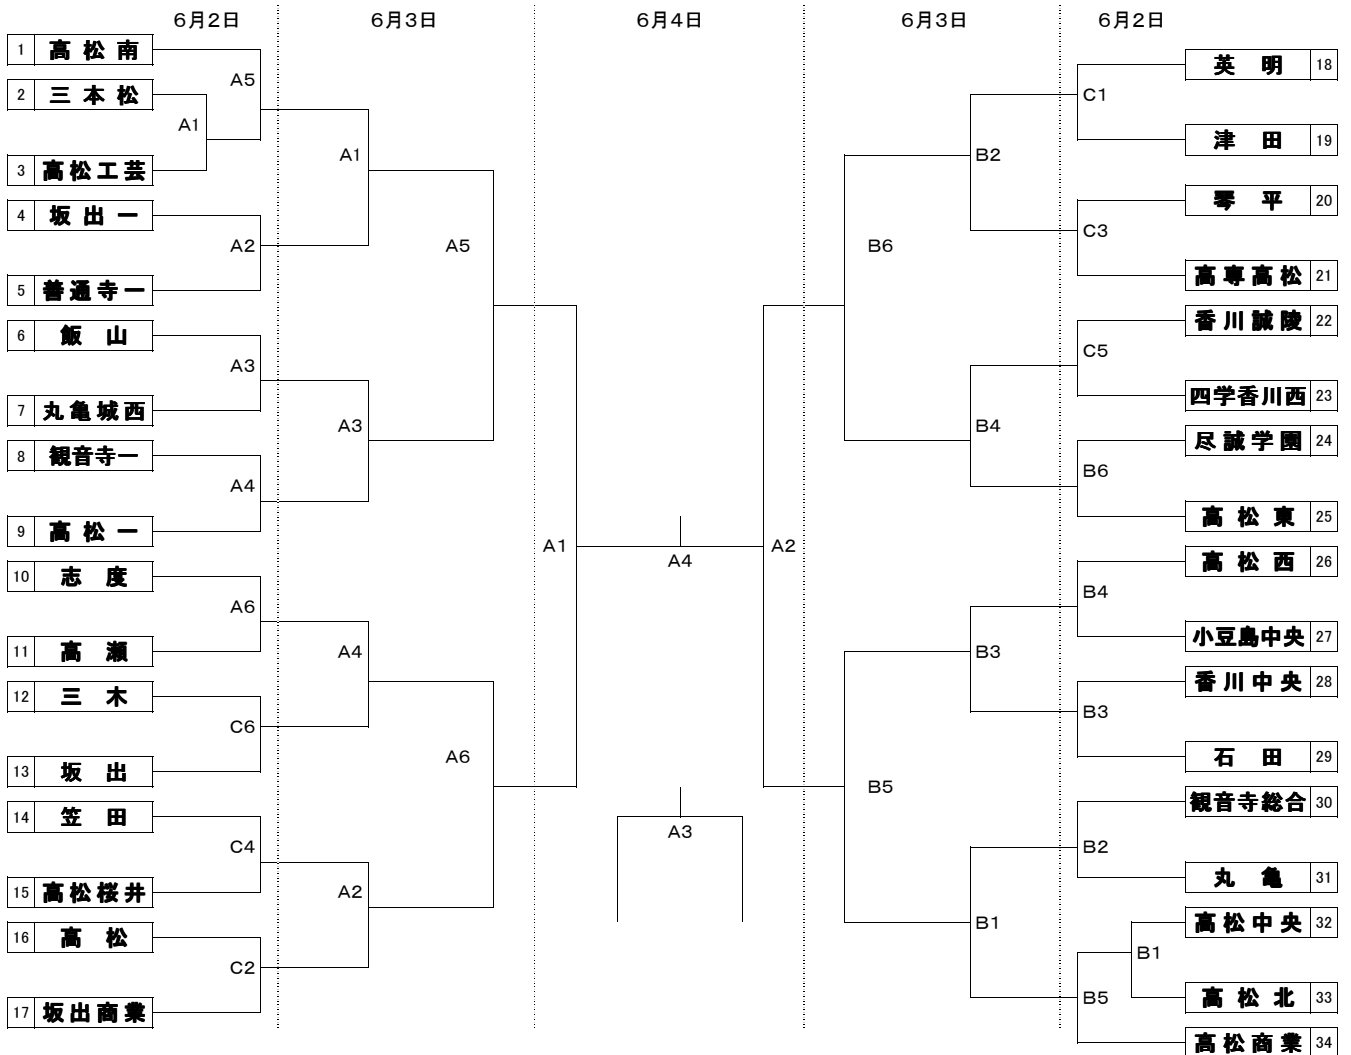 6月2日 6月3日 6月4日 6月3日 6月2日
1 高松南
2 三本松
3 高松工芸
4 坂出一
5 善通寺一
6 飯山
7 丸亀城西
8 観音寺一
9 高松一
10 志度
11 高瀬
12 三木
13 坂出
14 笠田
15 高松桜井
16 高松
17 坂出商業
A5
A1
A2
A3
A4
A6
C6
C4
C2
A1
A3
A4
A2
A5
A6
A1
A4
A3
A2
B6
B5
B2
B4
B3
B1
C1
C3
C5
B6
B4
B3
B2
B1
B5
英明 18
津田 19
琴平 20
高専高松 21
香川誠陵 22
四学香川西 23
尽誠学園 24
高松東 25
高松西 26
小豆島中央 27
香川中央 28
石田 29
観音寺総合 30
丸亀 31
高松中央 32
高松北 33
高松商業 34